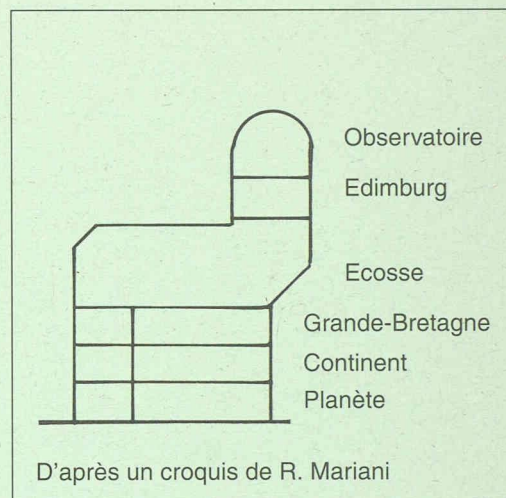 Observatoire
Edimburg
Ecosse
Grande-Bretagne
Continent
Planète
D'après un croquis de R. Mariani